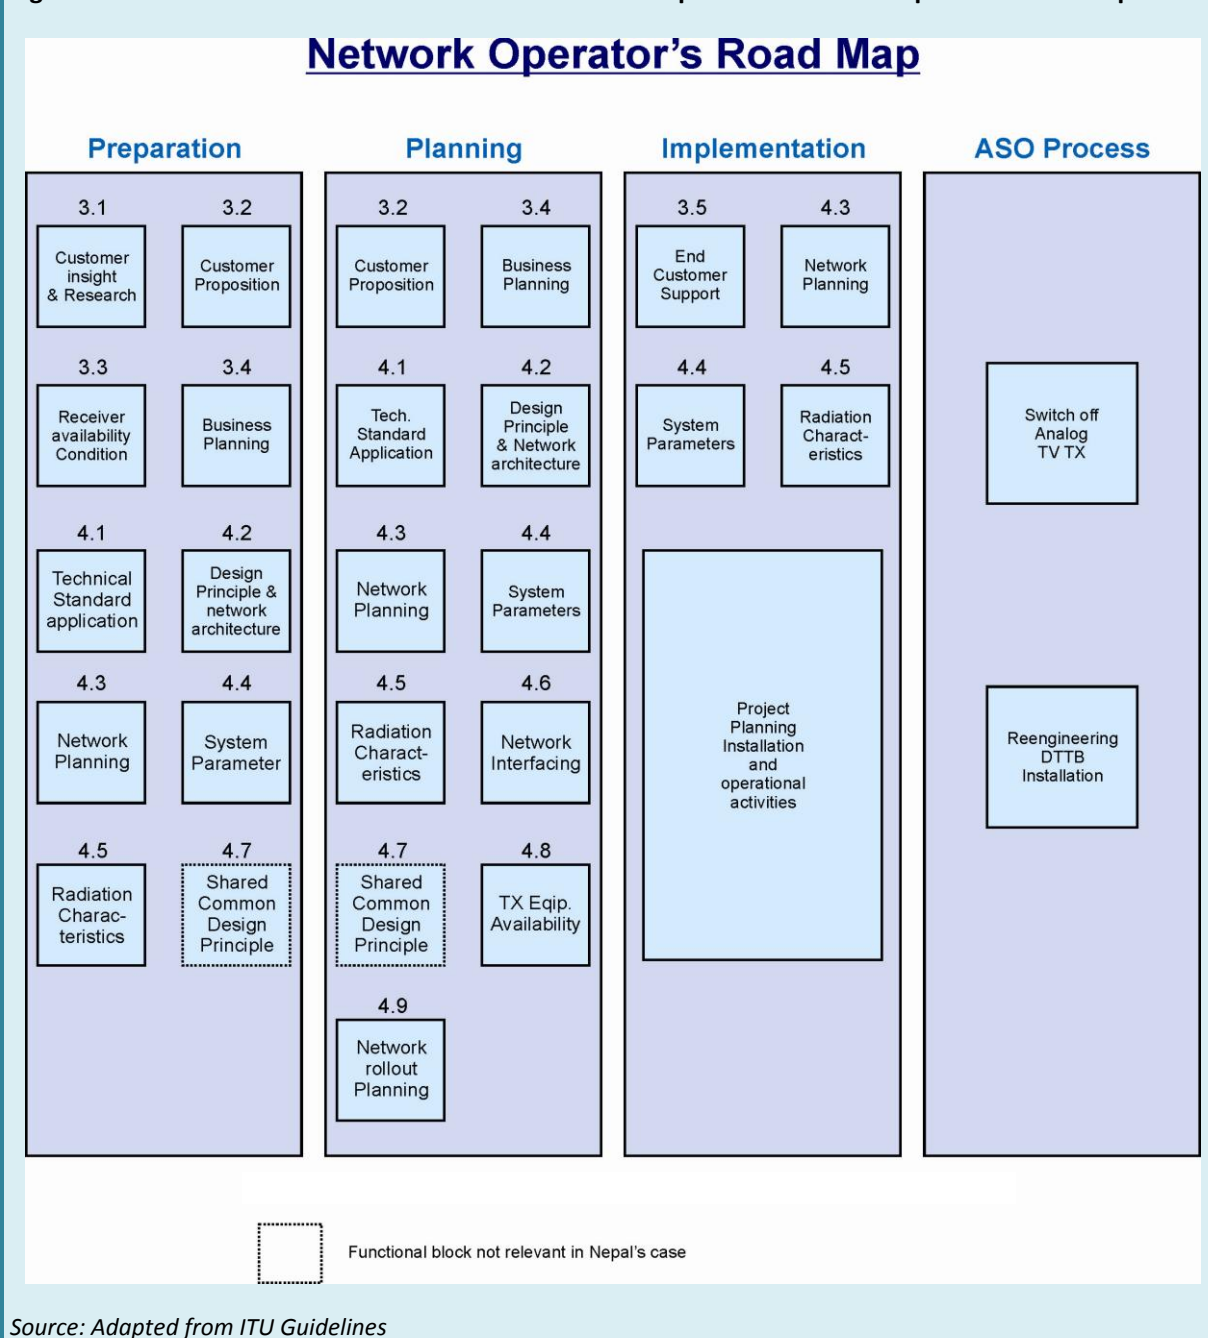 Network Operator's Road Map
Preparation
3.1
Customer
insight
& Research
3.2
Customer
Proposition
3.3
Receiver
availability
Condition
3.4
Business
Planning
4.1
Technical
Standard
application
4.2
Design
Principle &
network
architecture
4.3
Network
Planning
4.4
System
Parameter
4.5
Radiation
Charac-
teristics
4.7
Shared
Common
Design
Principle
Planning
3.2
Customer
Proposition
3.4
Business
Planning
4.1
Tech.
Standard
Application
4.2
Design
Principle
& Network
architecture
4.3
Network
Planning
4.4
System
Parameters
4.5
Radiation
Charact-
eristics
4.6
Network
Interfacing
4.7
Shared
Common
Design
Principle
4.8
TX Eqip.
Availability
4.9
Network
rollout
Planning
Implementation
3.5
End
Customer
Support
4.3
Network
Planning
4.4
System
Parameters
4.5
Radiation
Charact-
eristics
Project
Planning
Installation
and
operational
activities
ASO Process
Switch off
Analog
TV TX
Reengineering
DTTB
Installation
Functional block not relevant in Nepal's case
Source: Adapted from ITU Guidelines